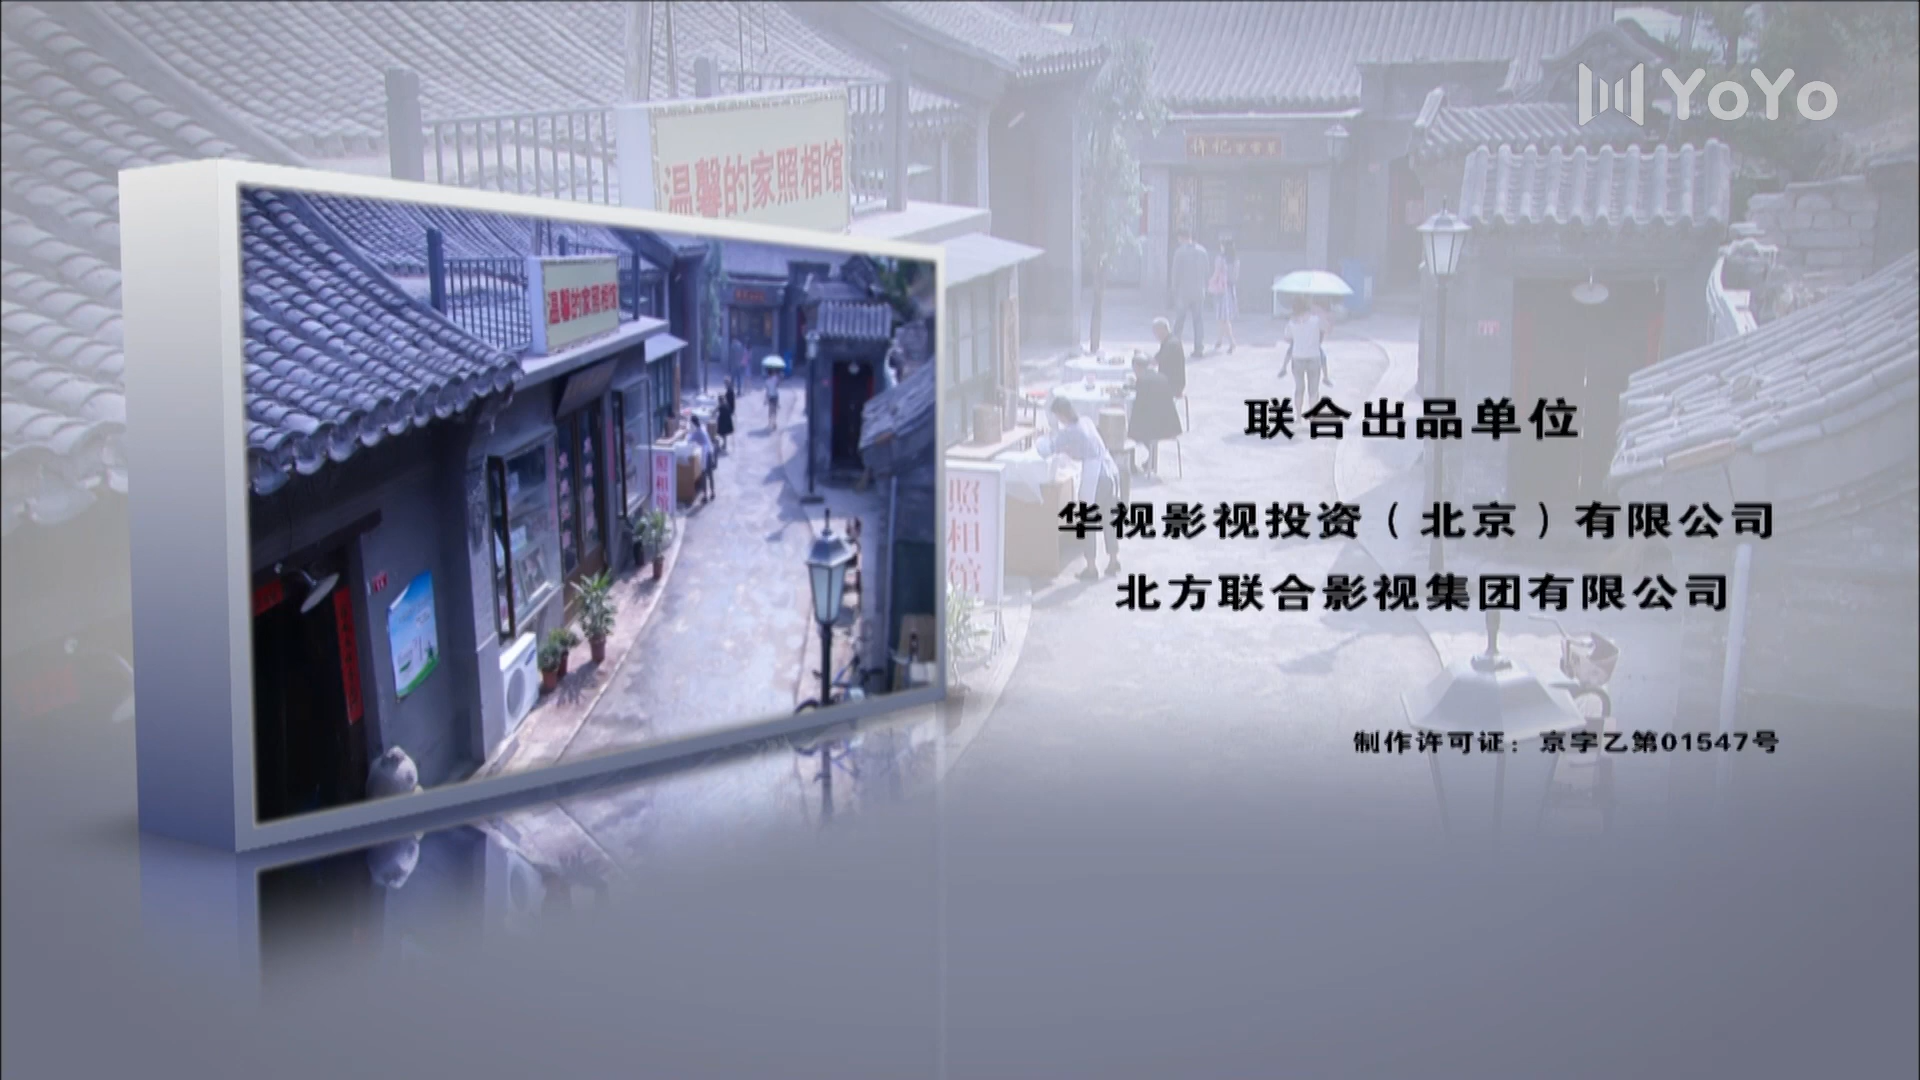 YoYo
温馨的家照相馆
温馨的家照相馆
照相馆
照相馆
联合出品单位
华视影视投资（北京）有限公司
北方联合影视集团有限公司
制作许可证：京字乙第01547号